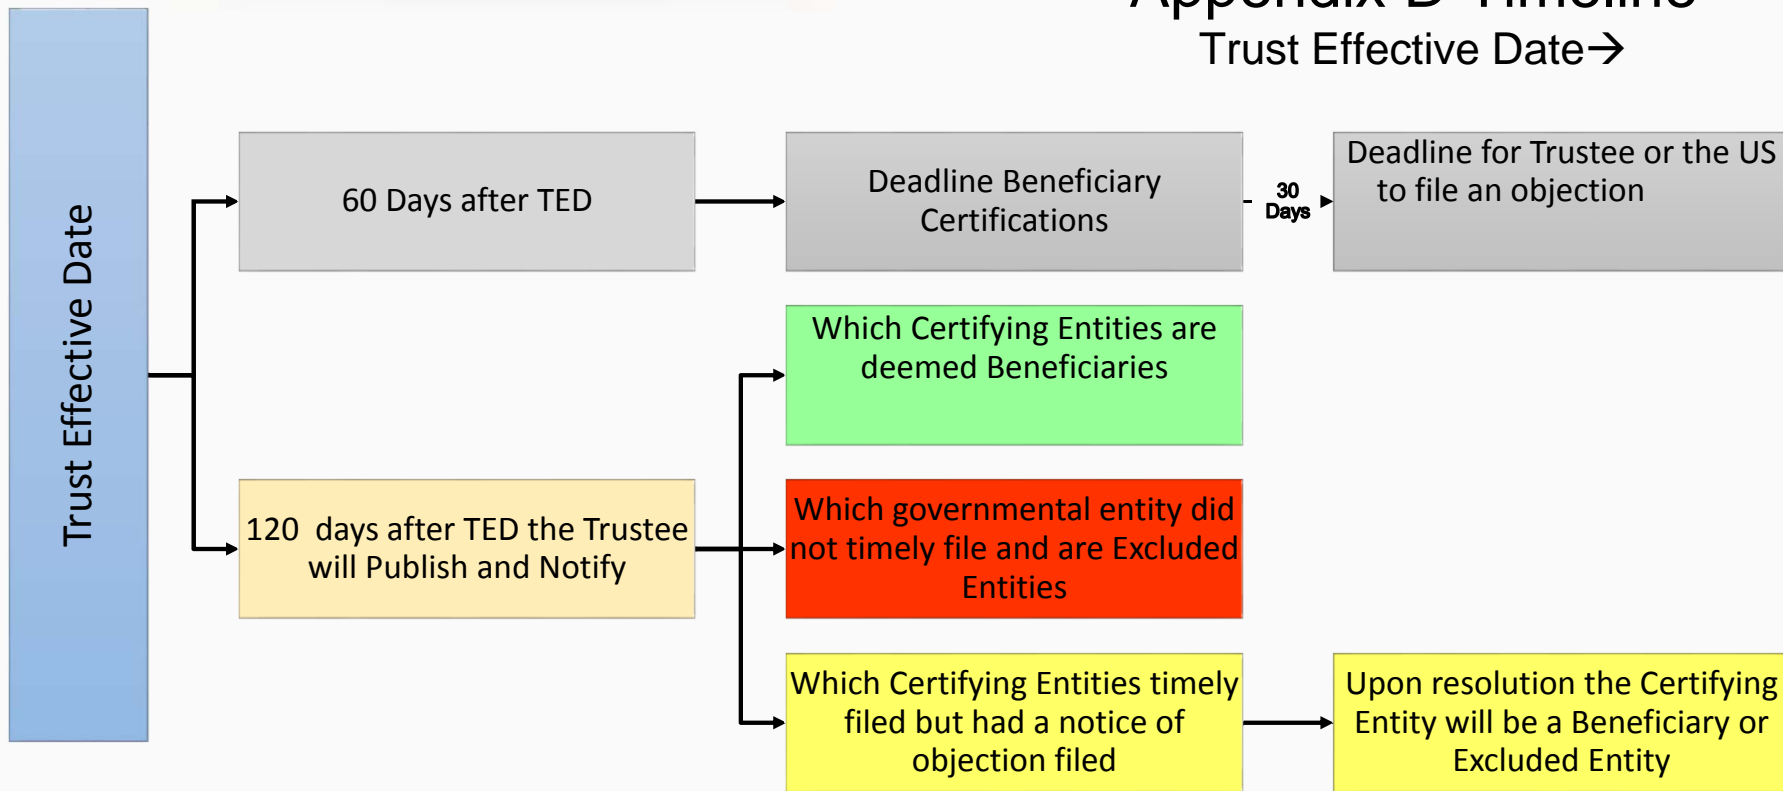 Appendix D Timeline
Trust Effective Date→
Trust Effective Date
60 Days after TED
Deadline Beneficiary
Certifications
30
Days
Deadline for Trustee or the US
to file an objection
Which Certifying Entities are
deemed Beneficiaries
120 days after TED the Trustee
will Publish and Notify
Which governmental entity did
not timely file and are Excluded
Entities
Which Certifying Entities timely
filed but had a notice of
objection filed
Upon resolution the Certifying
Entity will be a Beneficiary or
Excluded Entity